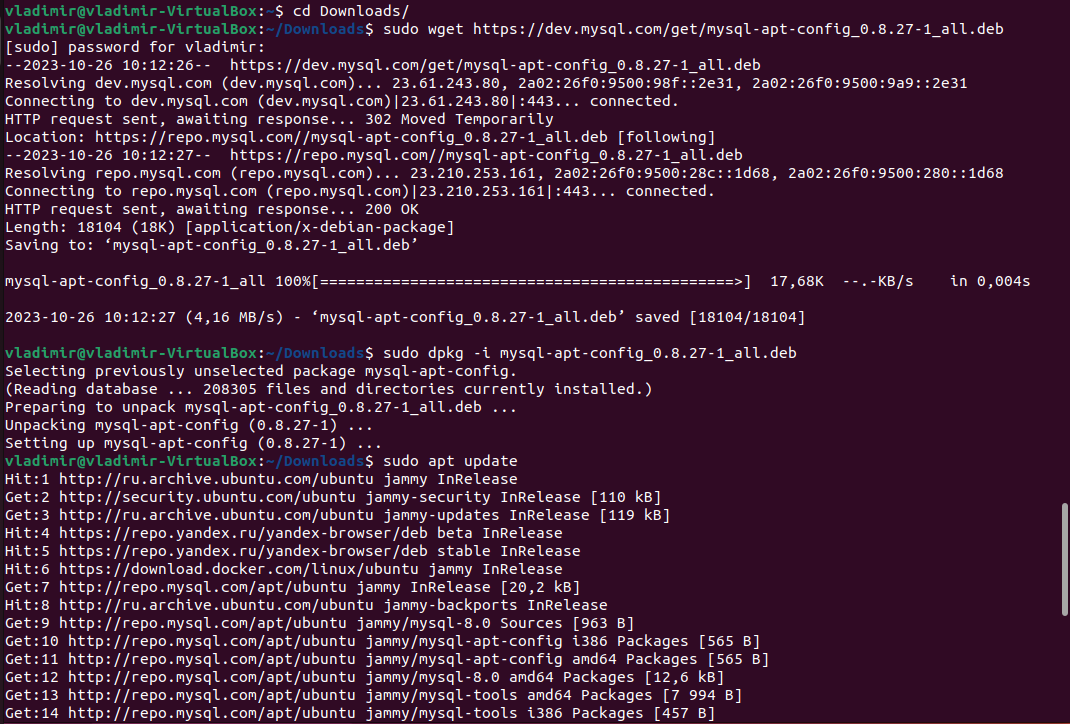 vladimir@vladimir-VirtualBox:~$ cd Downloads/
vladimir@vladimir-VirtualBox:~/Downloads$ sudo wget https://dev.mysql.com/get/mysql-apt-config_0.8.27-1_all.deb
[sudo] password for vladimir:
--2023-10-26 10:12:26--  https://dev.mysql.com/get/mysql-apt-config_0.8.27-1_all.deb
Resolving dev.mysql.com (dev.mysql.com)... 23.61.243.80, 2a02:26f0:9500:98f::2e31, 2a02:26f0:9500:9a9::2e31
Connecting to dev.mysql.com (dev.mysql.com)|23.61.243.80|:443... connected.
HTTP request sent, awaiting response... 302 Moved Temporarily
Location: https://repo.mysql.com//mysql-apt-config_0.8.27-1_all.deb [following]
--2023-10-26 10:12:27--  https://repo.mysql.com//mysql-apt-config_0.8.27-1_all.deb
Resolving repo.mysql.com (repo.mysql.com)... 23.210.253.161, 2a02:26f0:9500:28c::1d68, 2a02:26f0:9500:280::1d68
Connecting to repo.mysql.com (repo.mysql.com)|23.210.253.161|:443... connected.
HTTP request sent, awaiting response... 200 OK
Length: 18104 (18K) [application/x-debian-package]
Saving to: ‘mysql-apt-config_0.8.27-1_all.deb’
mysql-apt-config_0.8.27-1_all 100%[==============================================>]  17,68K  --.-KB/s    in 0,004s
2023-10-26 10:12:27 (4,16 MB/s) - ‘mysql-apt-config_0.8.27-1_all.deb’ saved [18104/18104]
vladimir@vladimir-VirtualBox:~/Downloads$ sudo dpkg -i mysql-apt-config_0.8.27-1_all.deb
Selecting previously unselected package mysql-apt-config.
(Reading database ... 208305 files and directories currently installed.)
Preparing to unpack mysql-apt-config_0.8.27-1_all.deb ...
Unpacking mysql-apt-config (0.8.27-1) ...
Setting up mysql-apt-config (0.8.27-1) ...
vladimir@vladimir-VirtualBox:~/Downloads$ sudo apt update
Hit:1 http://ru.archive.ubuntu.com/ubuntu jammy InRelease
Get:2 http://security.ubuntu.com/ubuntu jammy-security InRelease [110 kB]
Get:3 http://ru.archive.ubuntu.com/ubuntu jammy-updates InRelease [119 kB]
Hit:4 https://repo.yandex.ru/yandex-browser/deb beta InRelease
Hit:5 https://repo.yandex.ru/yandex-browser/deb stable InRelease
Hit:6 https://download.docker.com/linux/ubuntu jammy InRelease
Get:7 http://repo.mysql.com/apt/ubuntu jammy InRelease [20,2 kB]
Hit:8 http://ru.archive.ubuntu.com/ubuntu jammy-backports InRelease
Get:9 http://repo.mysql.com/apt/ubuntu jammy/mysql-8.0 Sources [963 B]
Get:10 http://repo.mysql.com/apt/ubuntu jammy/mysql-apt-config i386 Packages [565 B]
Get:11 http://repo.mysql.com/apt/ubuntu jammy/mysql-apt-config amd64 Packages [565 B]
Get:12 http://repo.mysql.com/apt/ubuntu jammy/mysql-8.0 amd64 Packages [12,6 kB]
Get:13 http://repo.mysql.com/apt/ubuntu jammy/mysql-tools amd64 Packages [7 994 B]
Get:14 http://repo.mysql.com/apt/ubuntu jammy/mysql-tools i386 Packages [457 B]